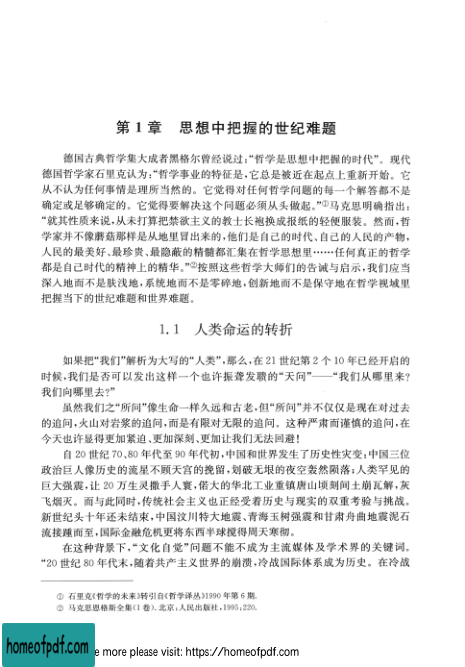 第 1 章　思想中把握的世纪难题
德国古典哲学集大成者黑格尔曾经说过:“哲学是思想中把握的时代”。现代
德国哲学家石里克认为:“哲学事业的特征是,它总是被近在起点上重新开始。它
从不认为任何事情是理所当然的。它觉得对任何哲学问题的每一个解答都不是
确定或足够确定的。它觉得要解决这个问题必须从头做起。”①马克思明确指出:
“就其性质来说,从未打算把禁欲主义的教士长袍换成报纸的轻便服装。然而,哲
学家并不像蘑菇那样是从地里冒出来的,他们是自己的时代、自己的人民的产物,
人民的最美好、最珍贵、最隐蔽的精髓都汇集在哲学思想里……任何真正的哲学
都是自己时代的精神上的精华。”②按照这些哲学大师们的告诫与启示,我们应当
深入地而不是肤浅地,系统地而不是零碎地,创新地而不是保守地在哲学视域里
把握当下的世纪难题和世界难题。
1.1　人类命运的转折
如果把“我们”解析为大写的“人类”,那么,在 21 世纪第 2 个 10 年已经开启的
时候,我们是否可以发出这样一个也许振聋发聩的“天问”——“我们从哪里来?
我们向哪里去?”
虽然我们之“所问”像生命一样久远和古老,但“所问”并不仅仅是现在对过去
的追问,火山对岩浆的追问,而是有限对无限的追问。这种严肃而谨慎的追问,在
今天也许显得更加紧迫、更加深刻、更加让我们无法回避!
自 20 世纪 70、80 年代至 90 年代初,中国和世界发生了历史性灾变:中国三位
政治巨人像历史的流星不顾天宫的挽留,划破无垠的夜空轰然陨落;人类罕见的
巨大强震,让 20 万生灵撒手人寰,偌大的华北工业重镇唐山顷刻间土崩瓦解,灰
飞烟灭。而与此同时,传统社会主义也正经受着历史与现实的双重考验与挑战。
新世纪头十年还未结束,中国汶川特大地震、青海玉树强震和甘肃舟曲地震泥石
流接踵而至,国际金融危机更将东西半球搅得周天寒彻。
在这种背景下,“文化自觉”问题不能不成为主流媒体及学术界的关键词。
“20 世纪 80 年代末,随着共产主义世界的崩溃,冷战国际体系成为历史。在冷战
① 石里克《哲学的未来》转引自《哲学译丛》1990 年第 6 期.
② 马克思恩格斯全集(1 卷). 北京:人民出版社,1995:220.
homeofpdf.com
e more please visit: https://homeofpdf.com